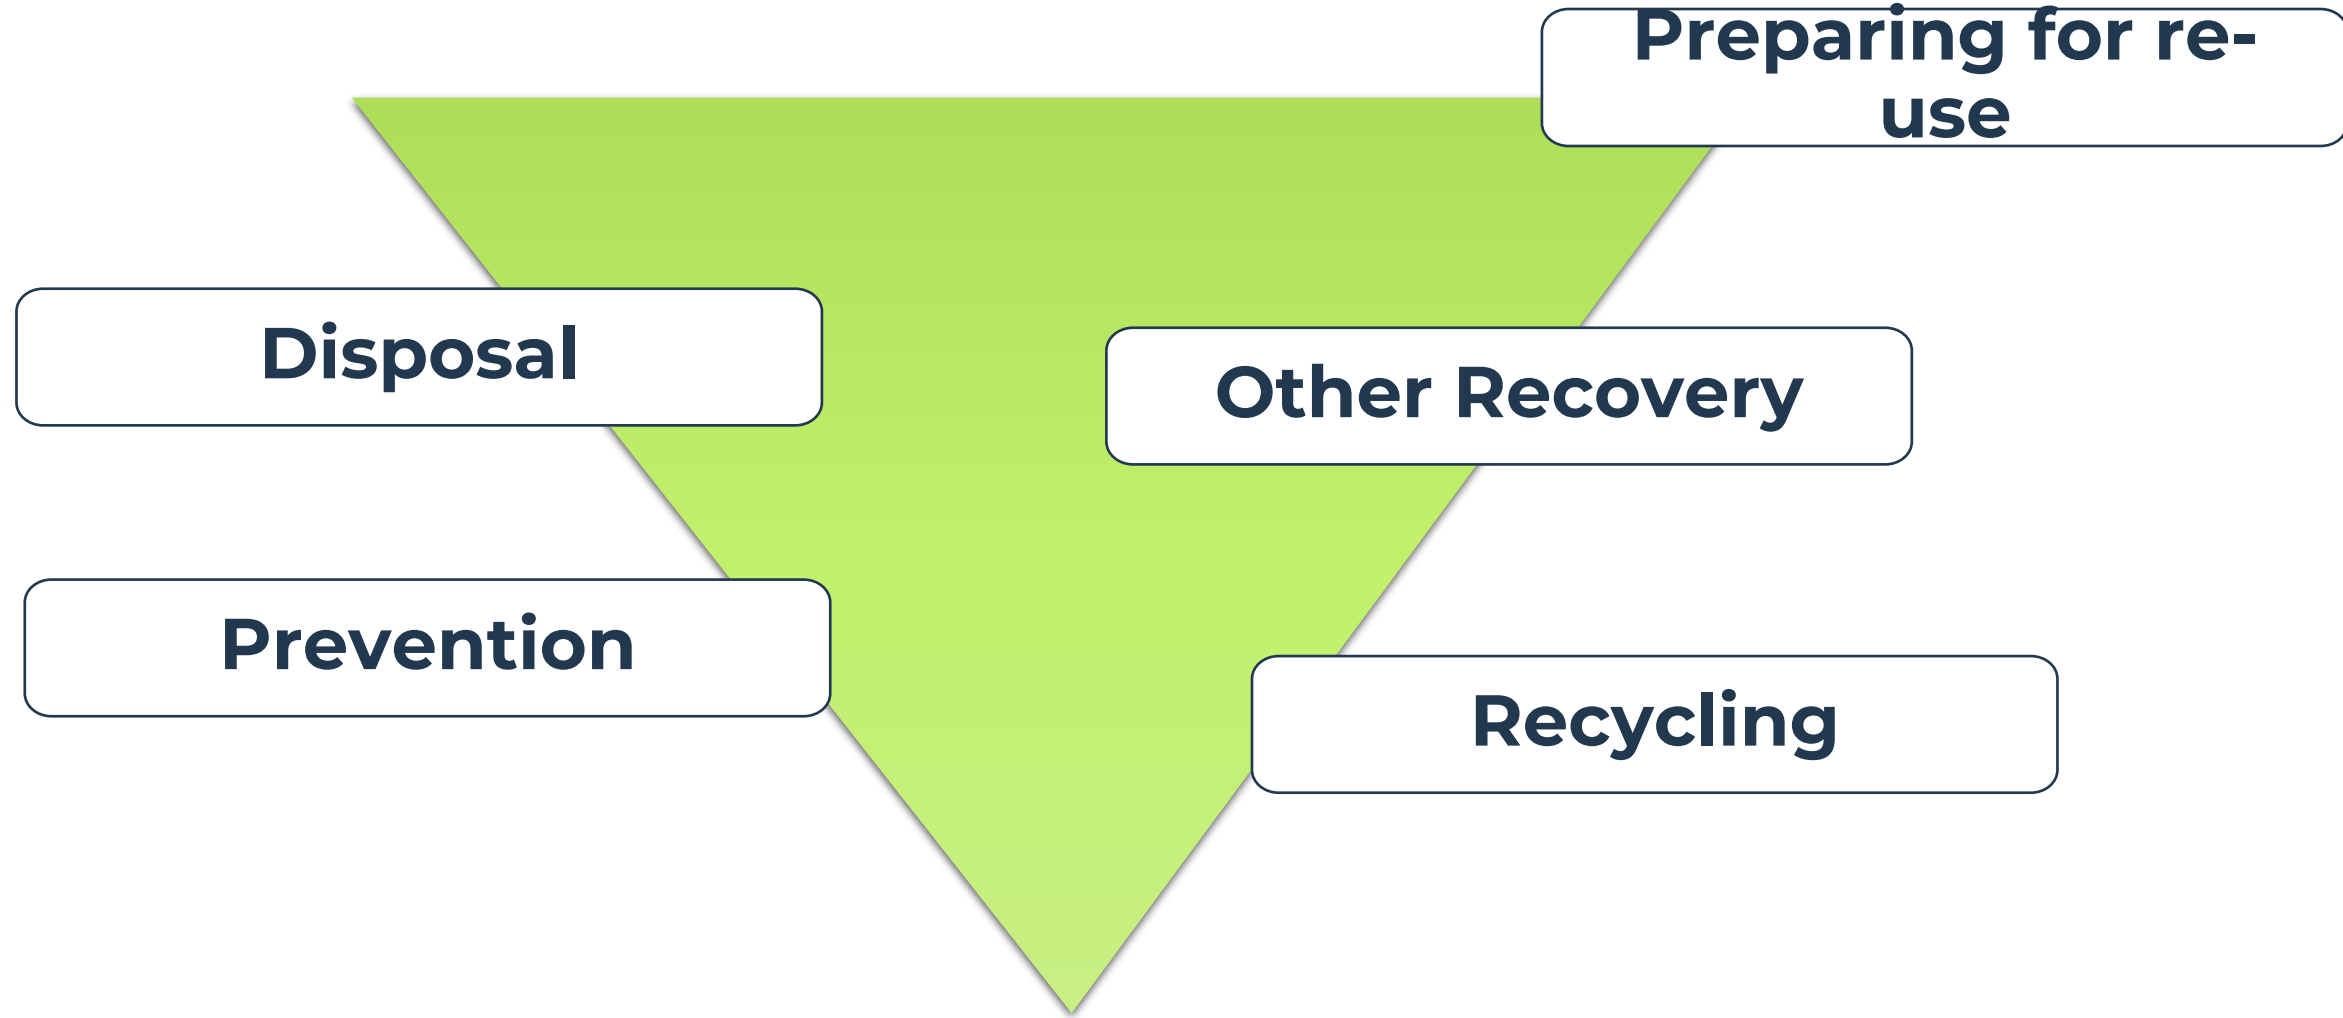 Preparing for re-
use
Disposal
Other Recovery
Prevention
Recycling